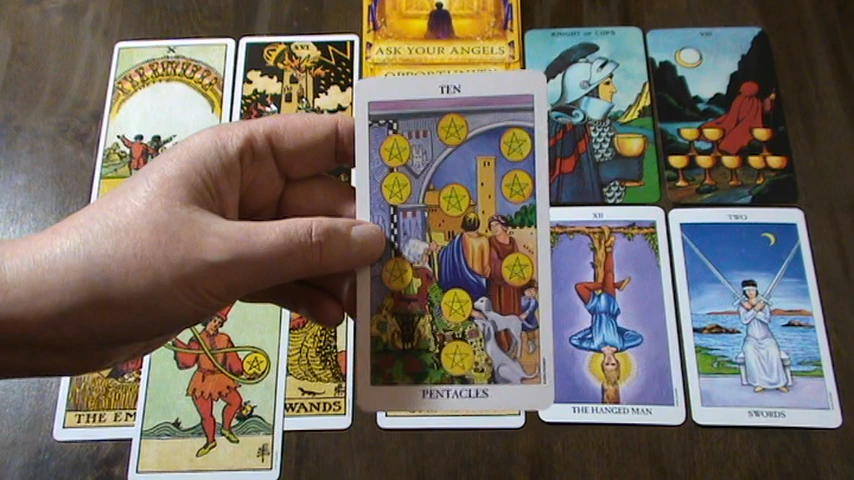 X
XVI
ASK YOUR ANGELS
OPPORTUNITY
KNIGHT OF CUPS
VIII
TEN
PENTACLES
XII
THE HANGED MAN
TWO
SWORDS
THE EM
WANDS